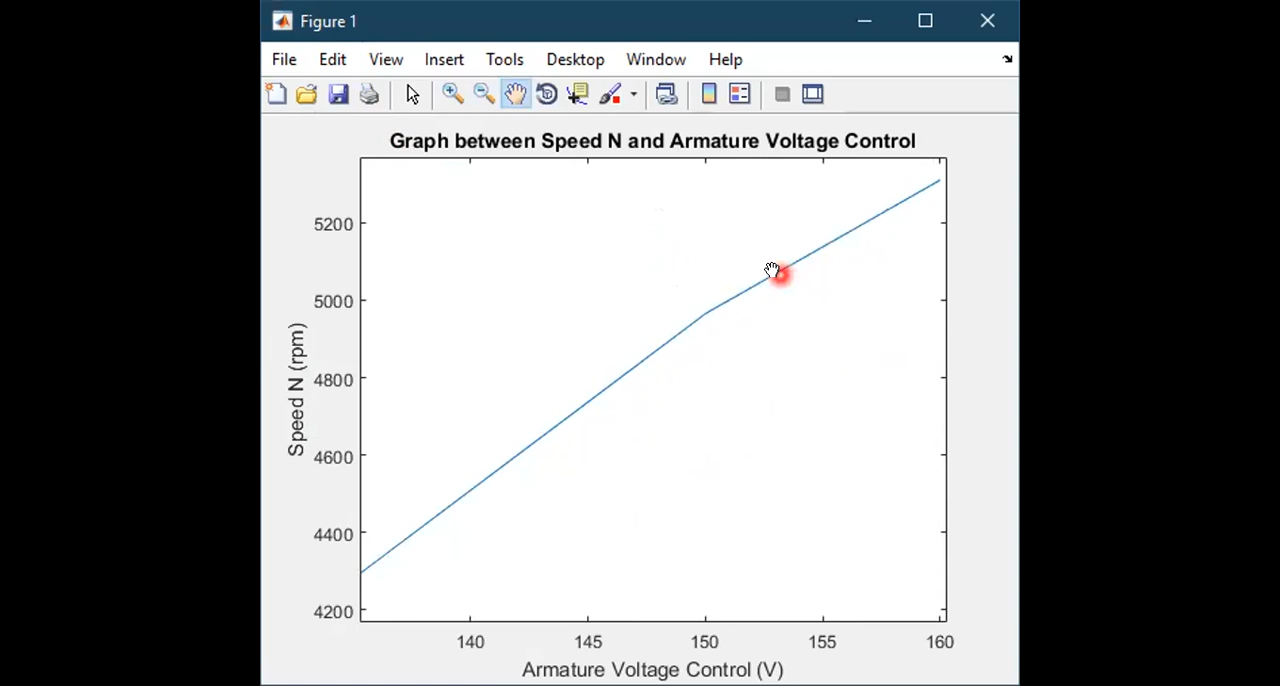 Figure 1
File Edit View Insert Tools Desktop Window Help
Graph between Speed N and Armature Voltage Control
Speed N (rpm)
5200
5000
4800
4600
4400
4200
140 145 150 155 160
Armature Voltage Control (V)